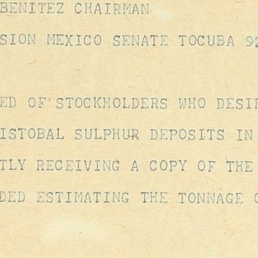 BENITEZ CHAIRMAN
SION MEXICO SENATE TOCUBA 9
ED OF STOCKHOLDERS WHO DESI
ISTOBAL SULPHUR DEPOSITS IN
TLY RECEIVING A COPY OF THE
DED ESTIMATING THE TONNAGE